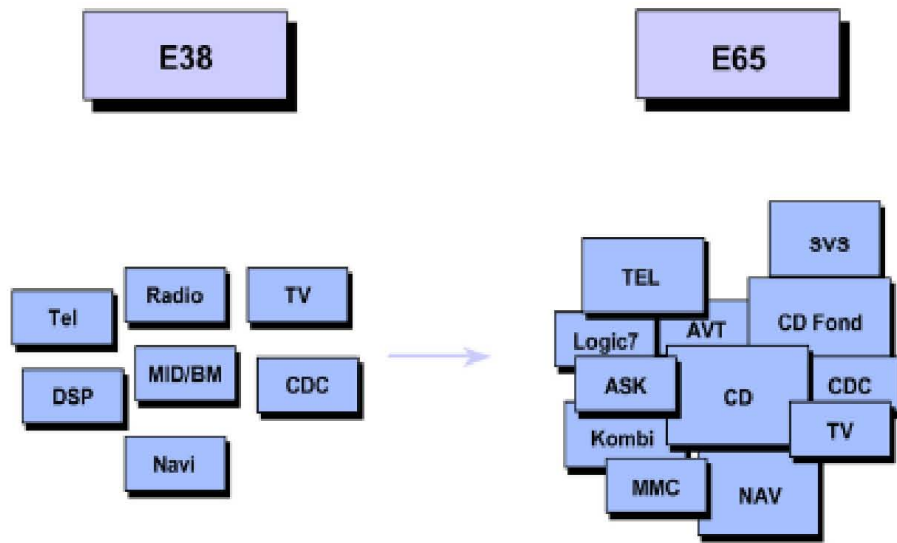 E38
E65
Radio
TV
Tel
MID/BM
DSP
CDC
Navi
SVS
TEL
CD Fond
AVT
Logic7
ASK
CD
CDC
TV
Kombi
MMC
NAV